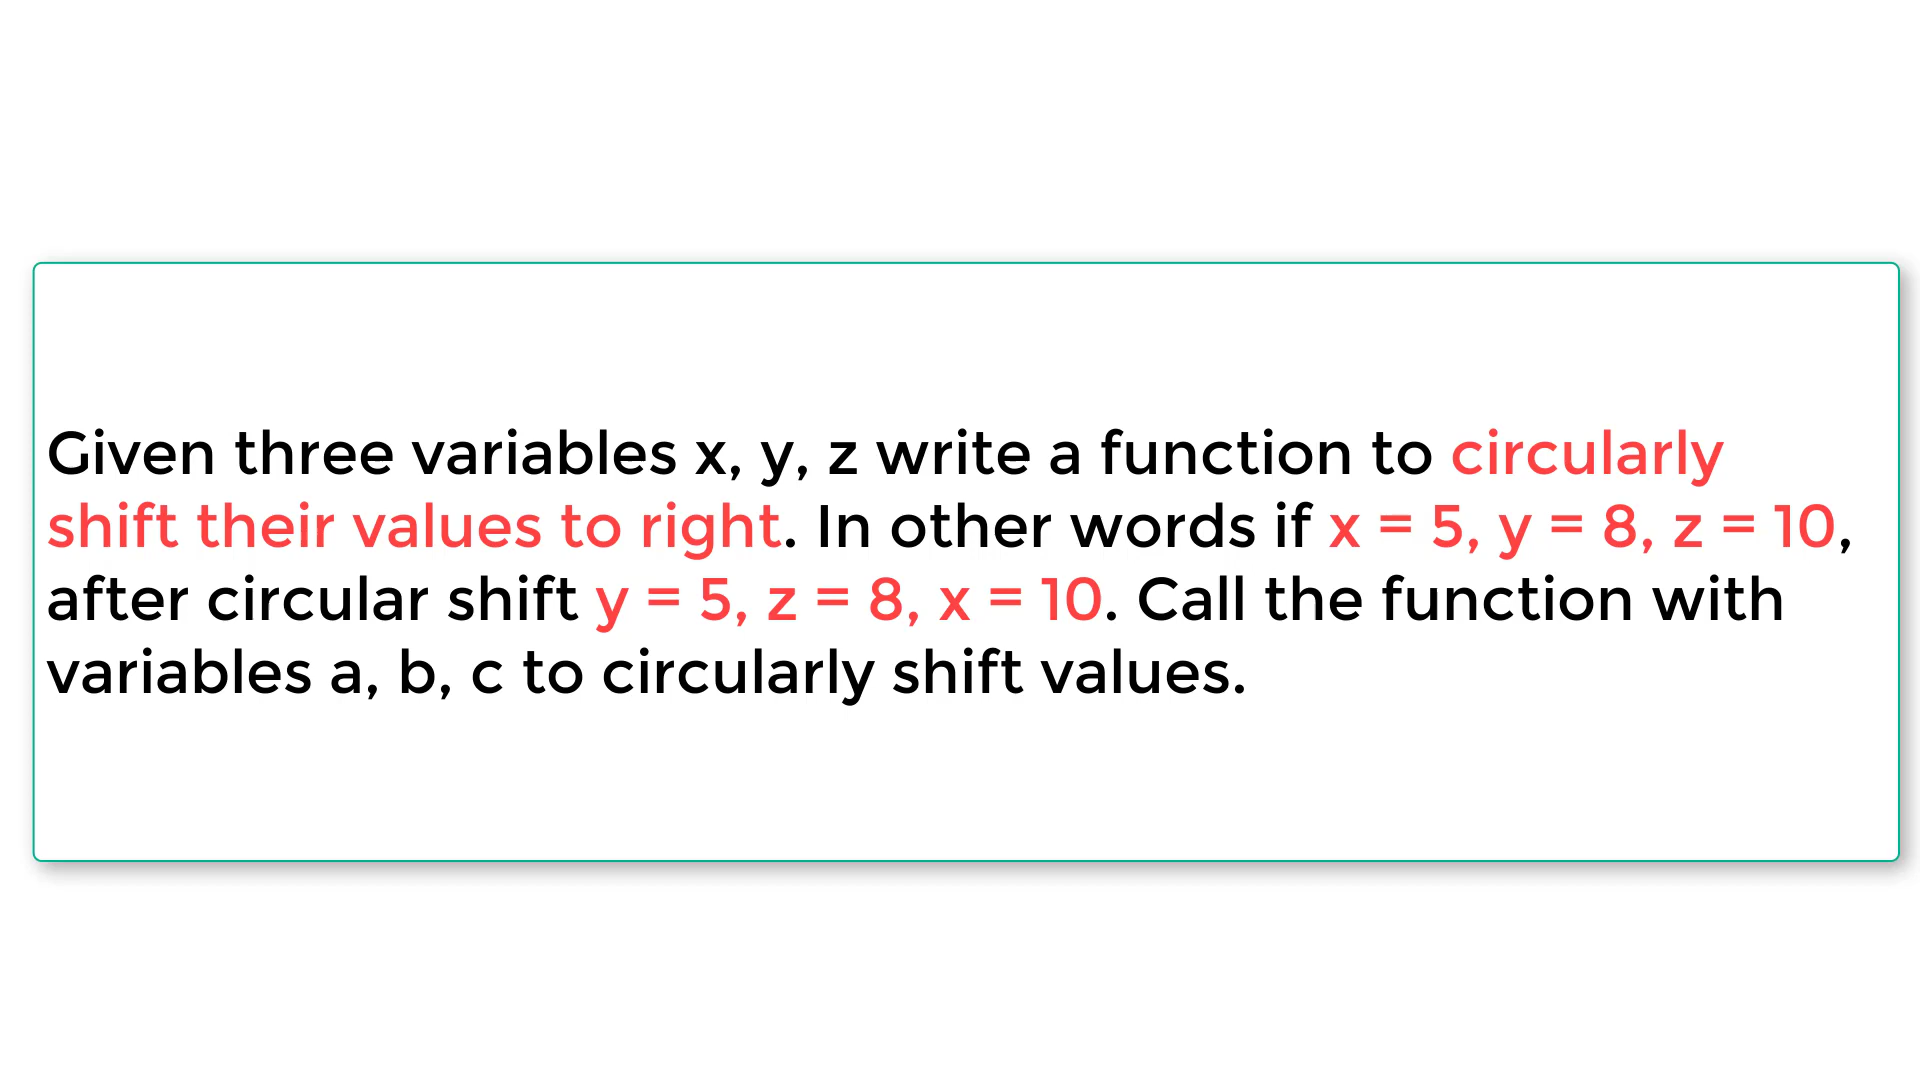 Given three variables x, y, z write a function to circularly
shift their values to right. In other words if x = 5, y = 8, z = 10,
after circular shift y = 5, z = 8, x = 10. Call the function with
variables a, b, c to circularly shift values.